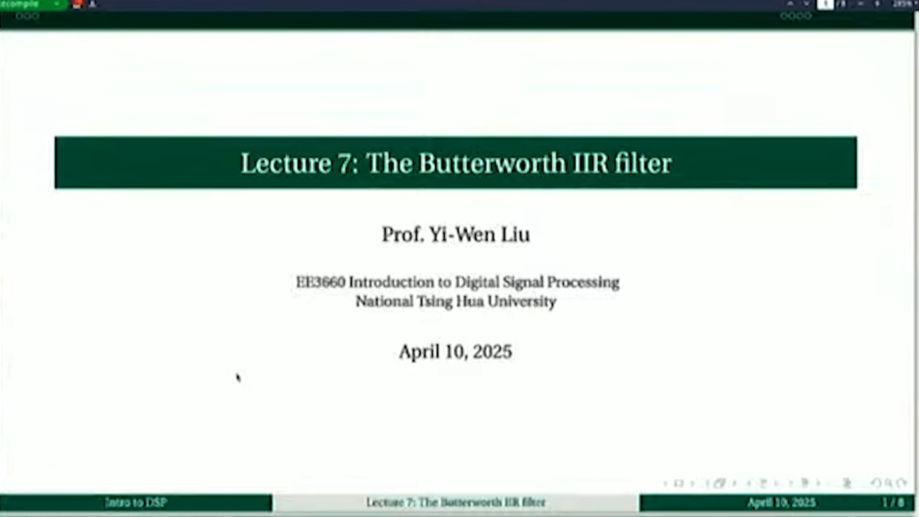 Lecture 7: The Butterworth IIR filter
Prof. Yi-Wen Liu
EE3660 Introduction to Digital Signal Processing
National Tsing Hua University
April 10, 2025
Intro to DSP
Lecture 7: The Butterworth IIR filter
April 10, 2025
1 / 8